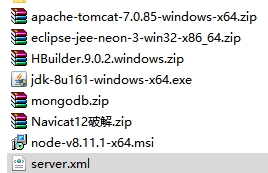 apache-tomcat-7.0.85-windows-x64.zip
eclipse-jee-neon-3-win32-x86_64.zip
HBuilder.9.0.2.windows.zip
jdk-8u161-windows-x64.exe
mongodb.zip
Navicat12破解.zip
node-v8.11.1-x64.msi
server.xml